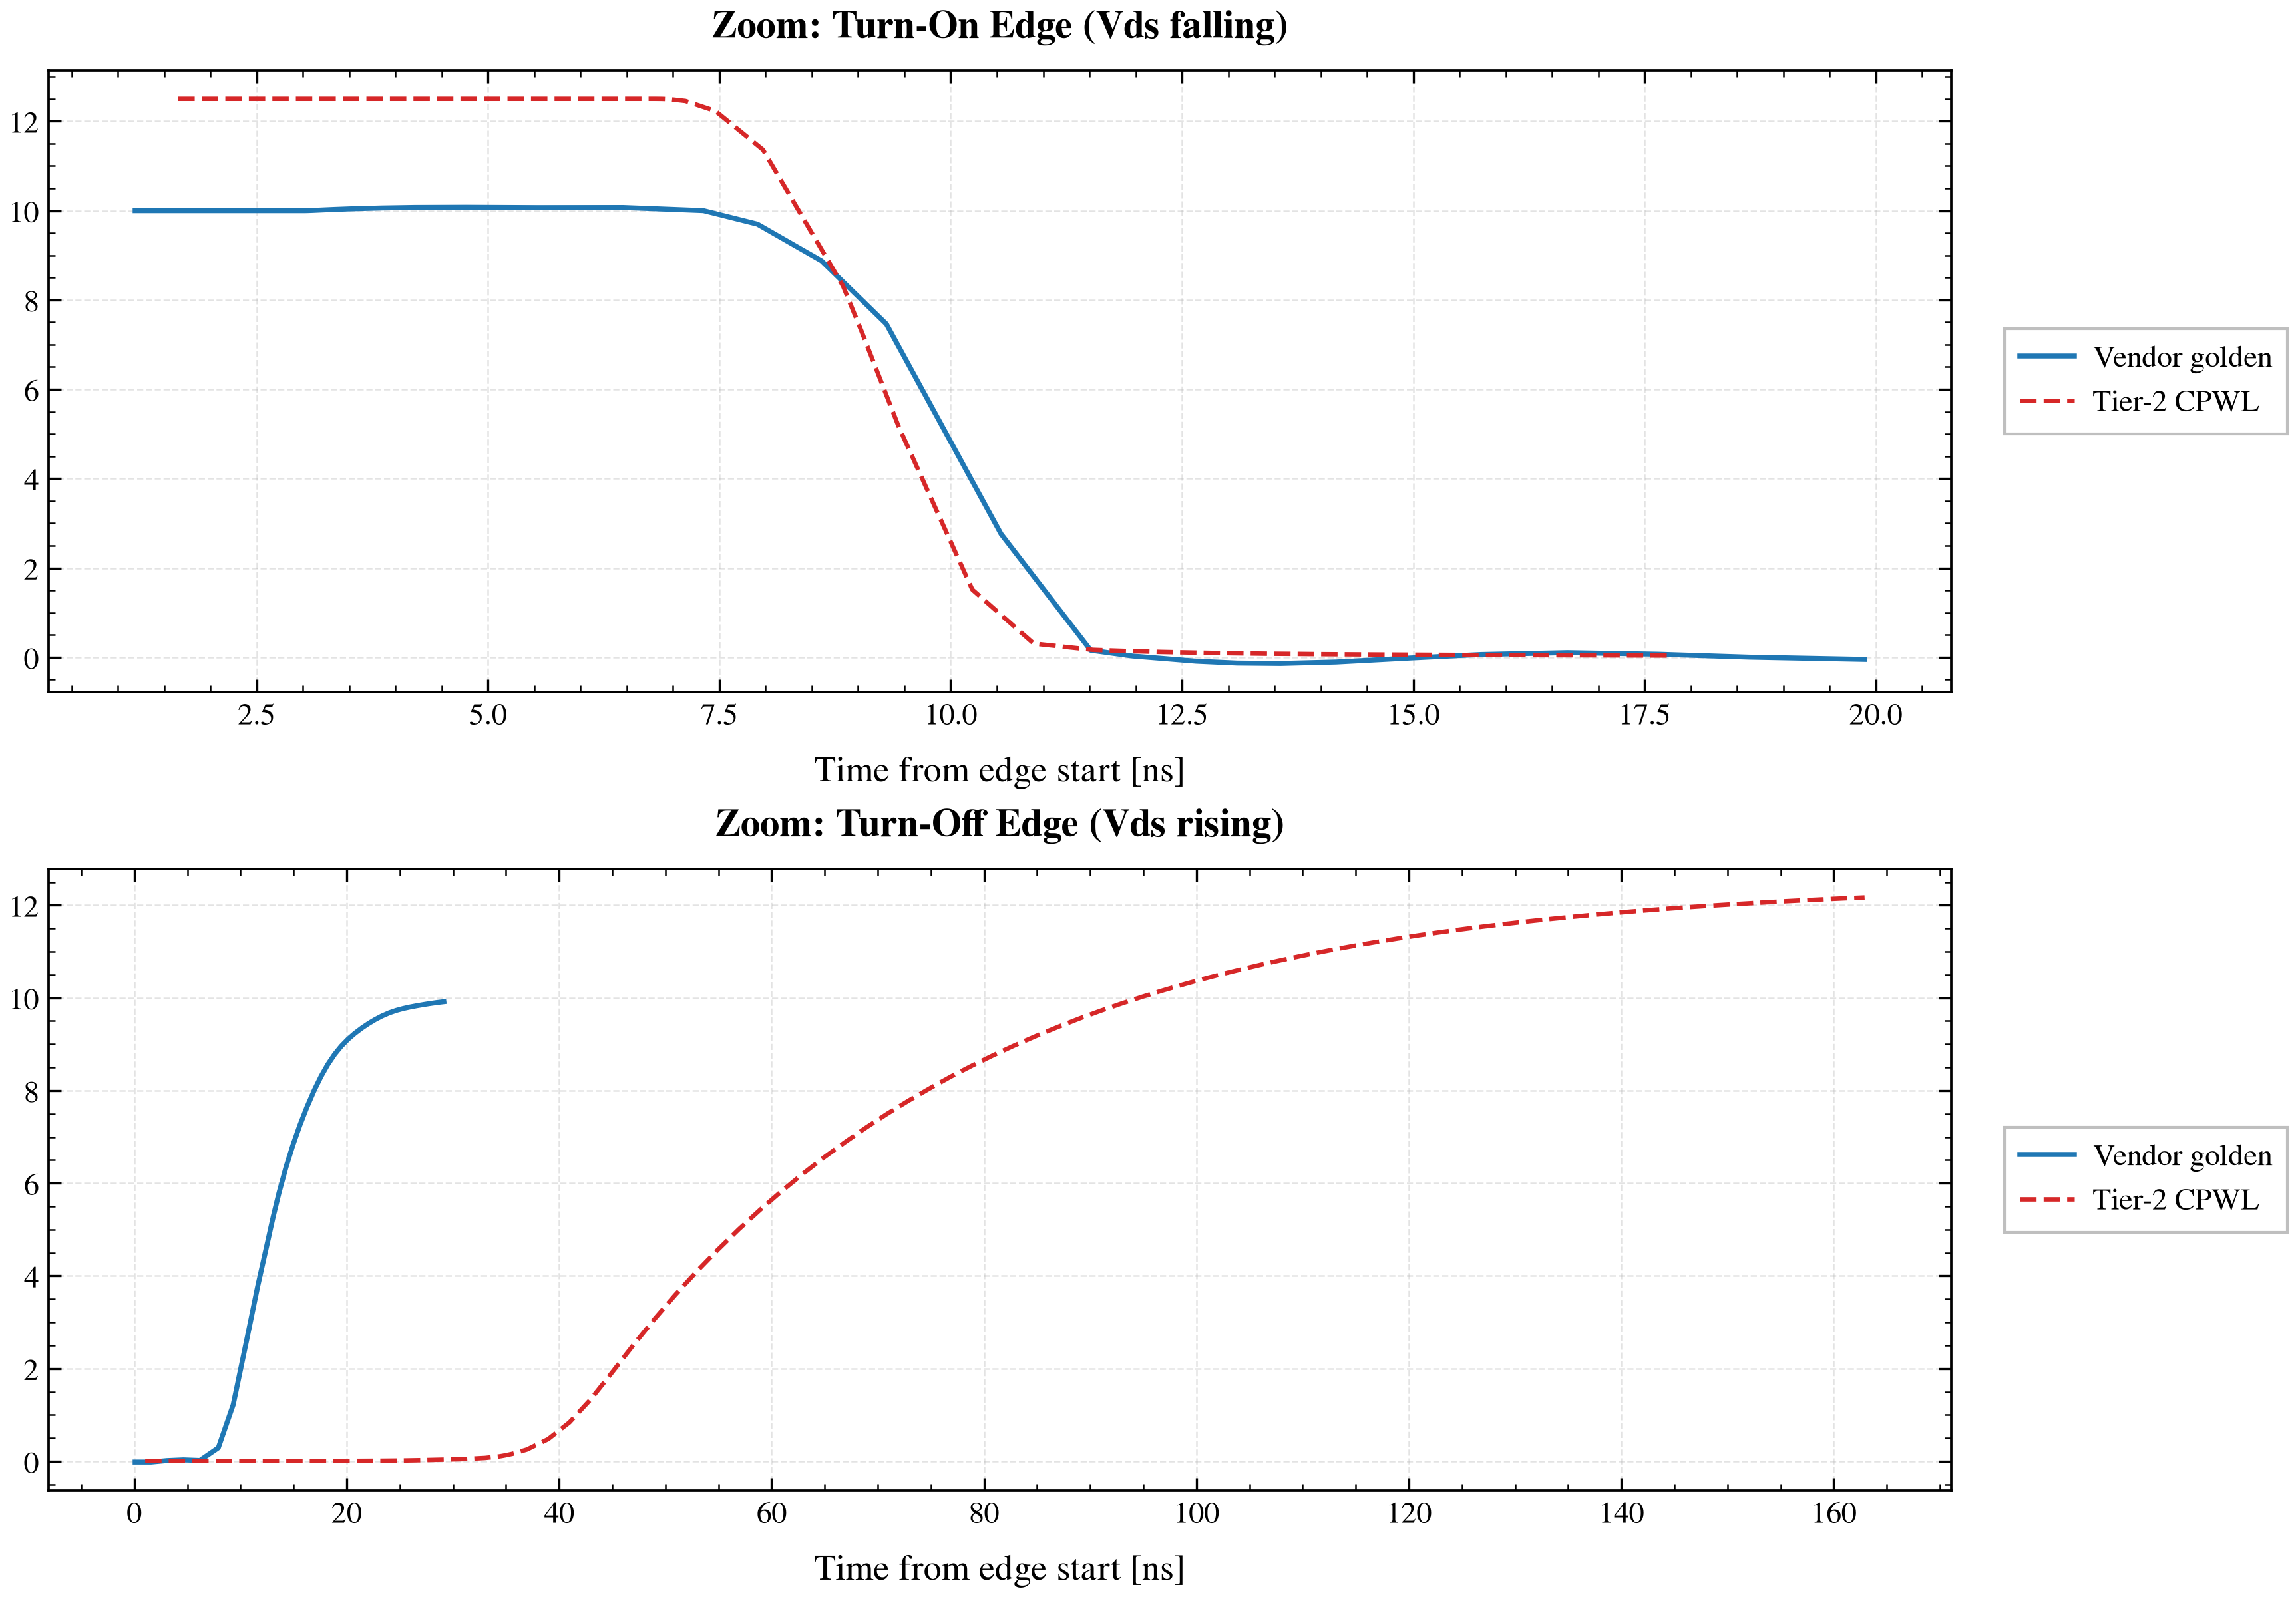 Zoom: Turn-On Edge (Vds falling)
12
10
8
6
4
2
0
2.5 5.0 7.5 10.0 12.5 15.0 17.5 20.0
Time from edge start [ns]
Vendor golden
Tier-2 CPWL
Zoom: Turn-Off Edge (Vds rising)
12
10
8
6
4
2
0
0 20 40 60 80 100 120 140 160
Time from edge start [ns]
Vendor golden
Tier-2 CPWL